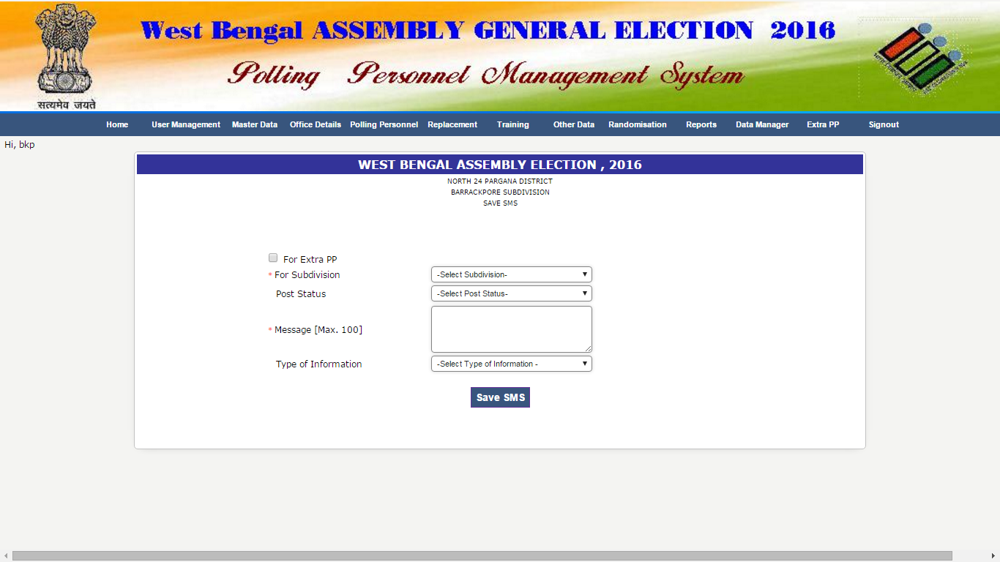 West Bengal ASSEMBLY GENERAL ELECTION 2016
Polling Personnel Management System
सत्यमेव जयते
Home User Management Master Data Office Details Polling Personnel Replacement Training Other Data Randomisation Reports Data Manager Extra PP Signout
Hi, bkp
WEST BENGAL ASSEMBLY ELECTION , 2016
NORTH 24 PARGANA DISTRICT
BARRACKPORE SUBDIVISION
SAVE SMS
For Extra PP
* For Subdivision -Select Subdivision-
Post Status -Select Post Status-
* Message [Max. 100]
Type of Information -Select Type of Information -
Save SMS